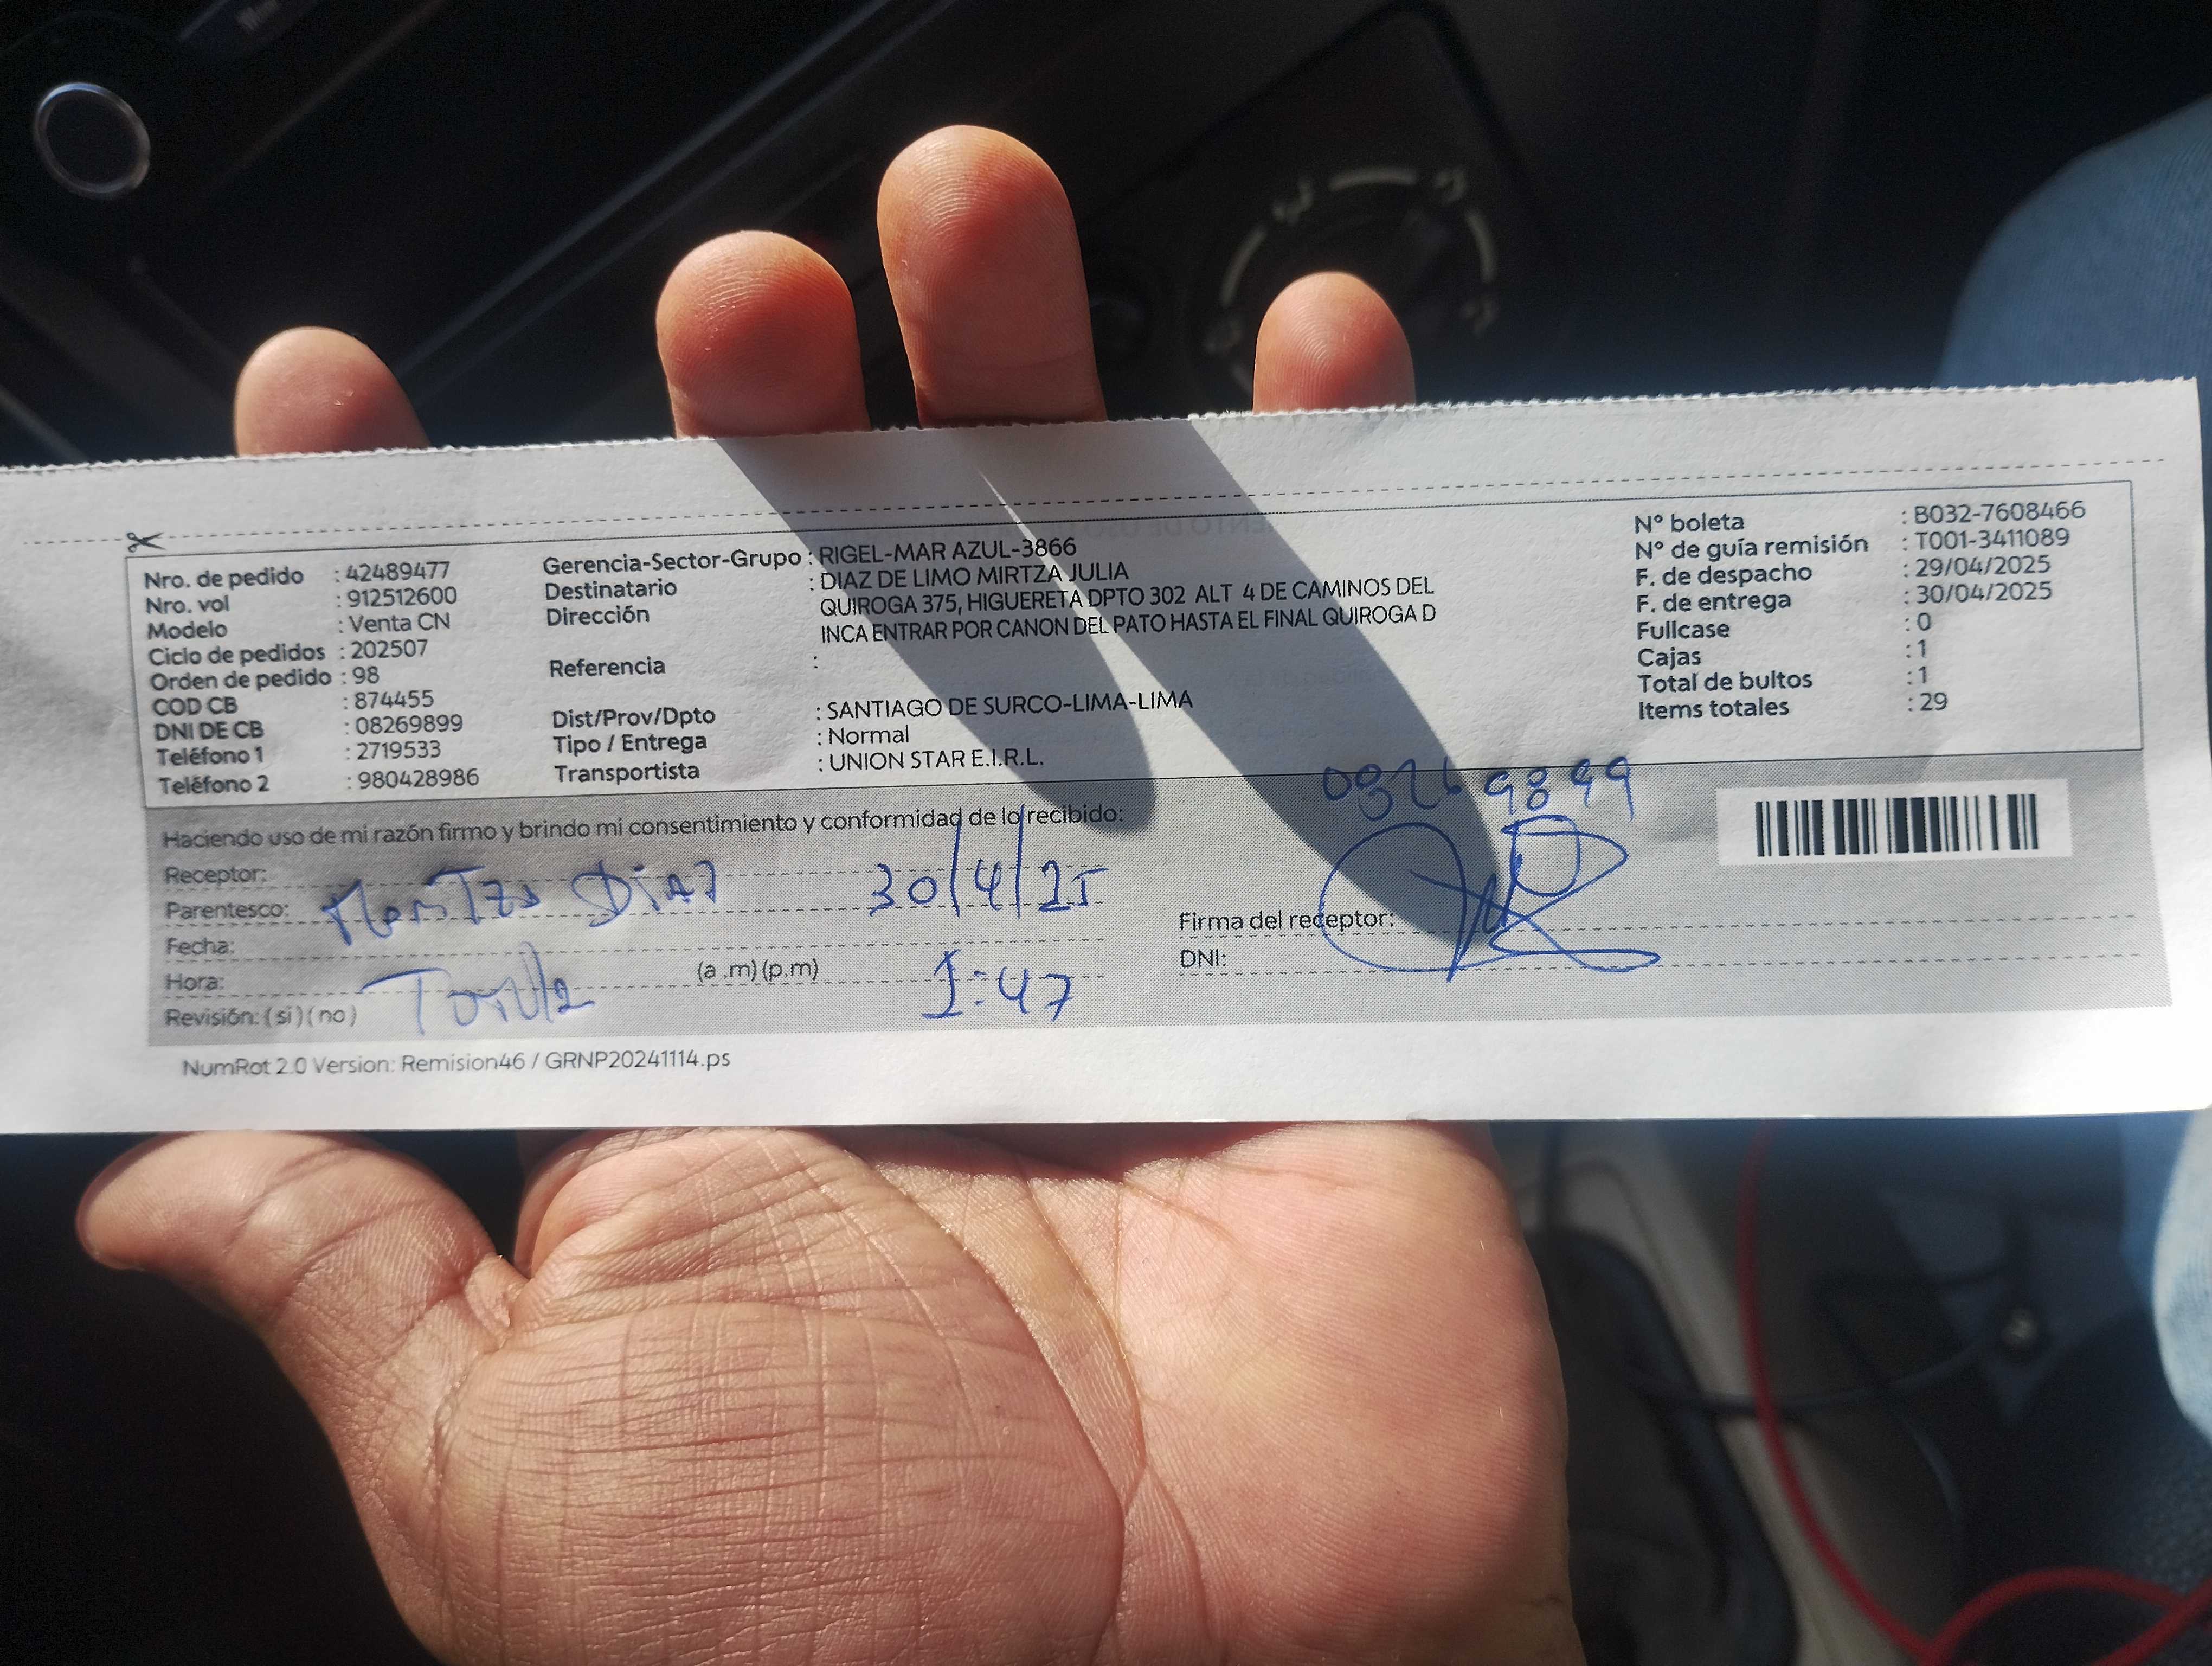 Nro. de pedido : 42489477
Nro. vol : 912512600
Modelo : Venta CN
Ciclo de pedidos : 202507
Orden de pedido : 98
COD CB : 874455
DNI DE CB : 08269899
Teléfono 1 : 2719533
Teléfono 2 : 980428986
Gerencia-Sector-Grupo : RIGEL-MAR AZUL-3866
Destinatario : DIAZ DE LIMO MIRTZA JULIA
Dirección QUIROGA 375, HIGUERETA DPTO 302 ALT 4 DE CAMINOS DEL
INCA ENTRAR POR CANON DEL PATO HASTA EL FINAL QUIROGA D
Referencia :
Dist/Prov/Dpto : SANTIAGO DE SURCO-LIMA-LIMA
Tipo / Entrega : Normal
Transportista : UNION STAR E.I.R.L.
N° boleta : B032-7608466
N° de guía remisión : T001-3411089
F. de despacho : 29/04/2025
F. de entrega : 30/04/2025
Fullcase : 0
Cajas : 1
Total de bultos : 1
Items totales : 29
Haciendo uso de mi razón firmo y brindo mi consentimiento y conformidad de lo recibido:
Receptor:
Parentesco: Diaz 30/4/25
Fecha:
Hora: (a .m) (p.m) 1:47
Revisión: ( si ) ( no )
08269899
Firma del receptor:
DNI:
NumRot 2.0 Version: Remision46 / GRNP20241114.ps